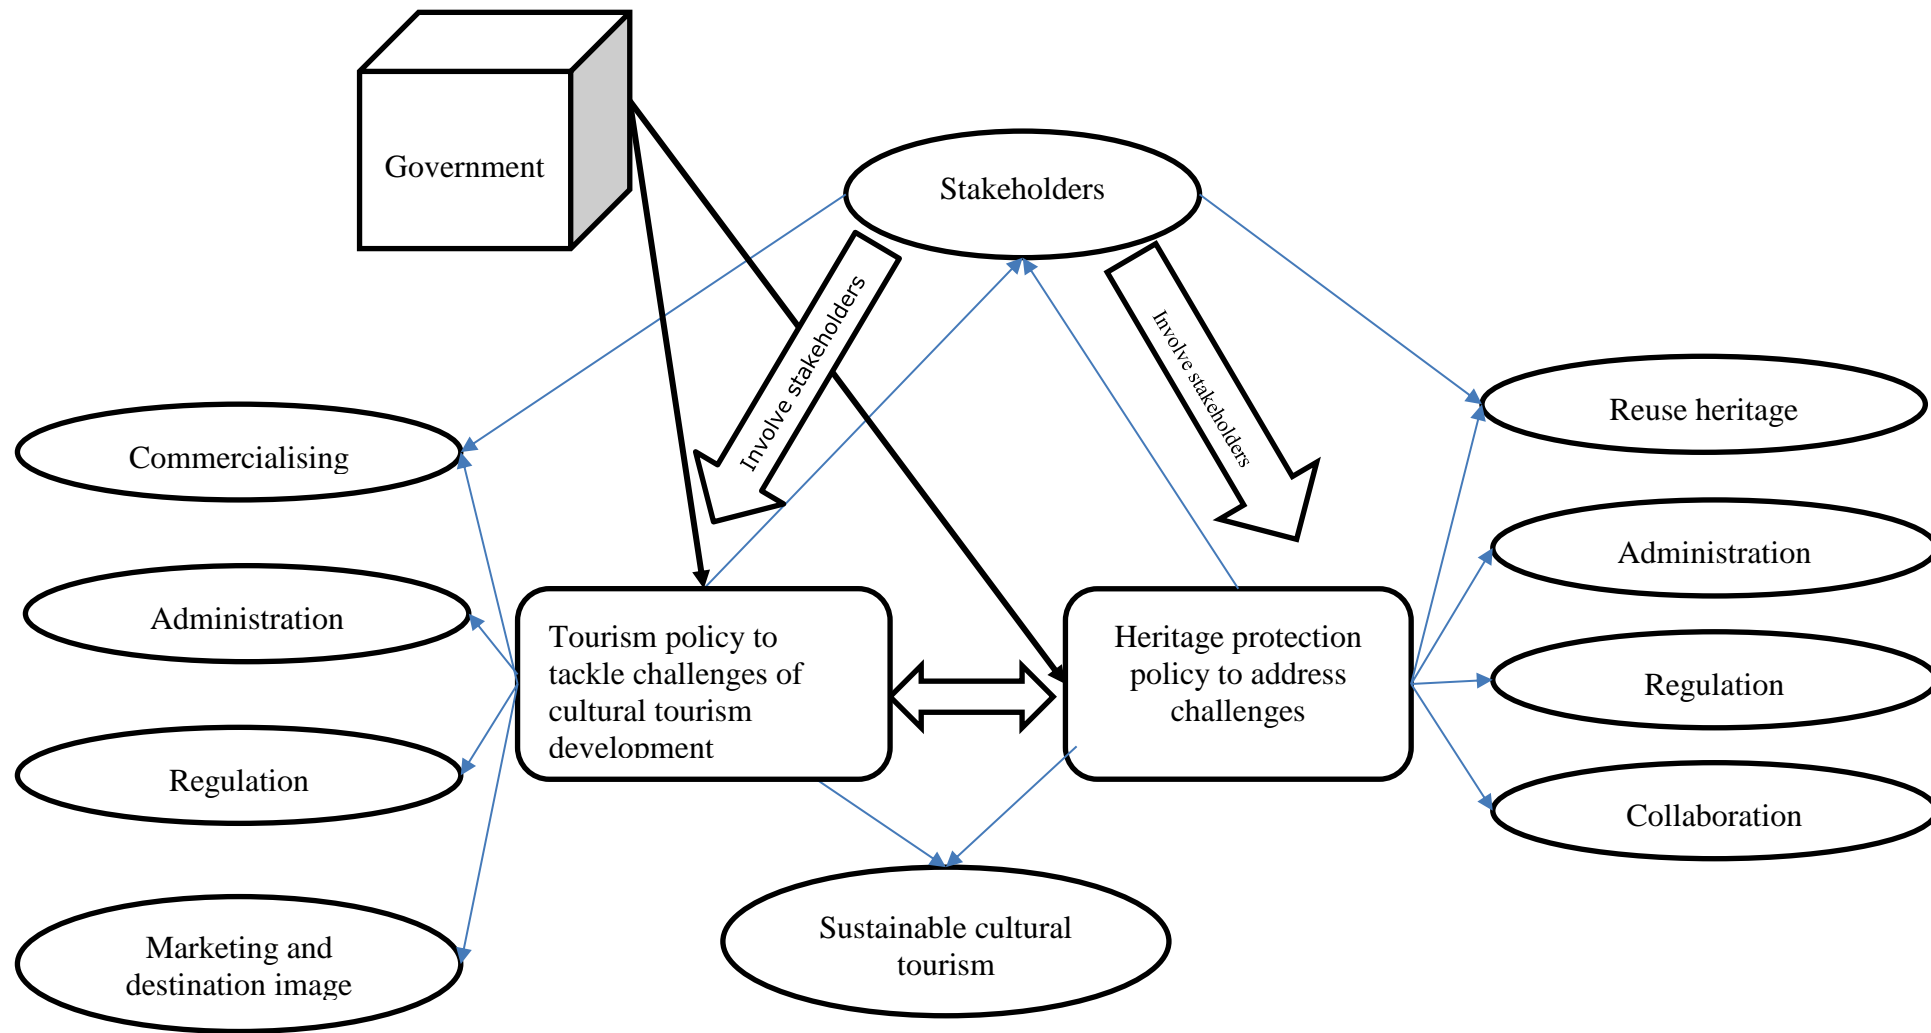 Government
Stakeholders
Involve stakeholders
Involve stakeholders
Commercialising
Administration
Regulation
Marketing and
destination image
Tourism policy to
tackle challenges of
cultural tourism
development
Heritage protection
policy to address
challenges
Reuse heritage
Administration
Regulation
Collaboration
Sustainable cultural
tourism